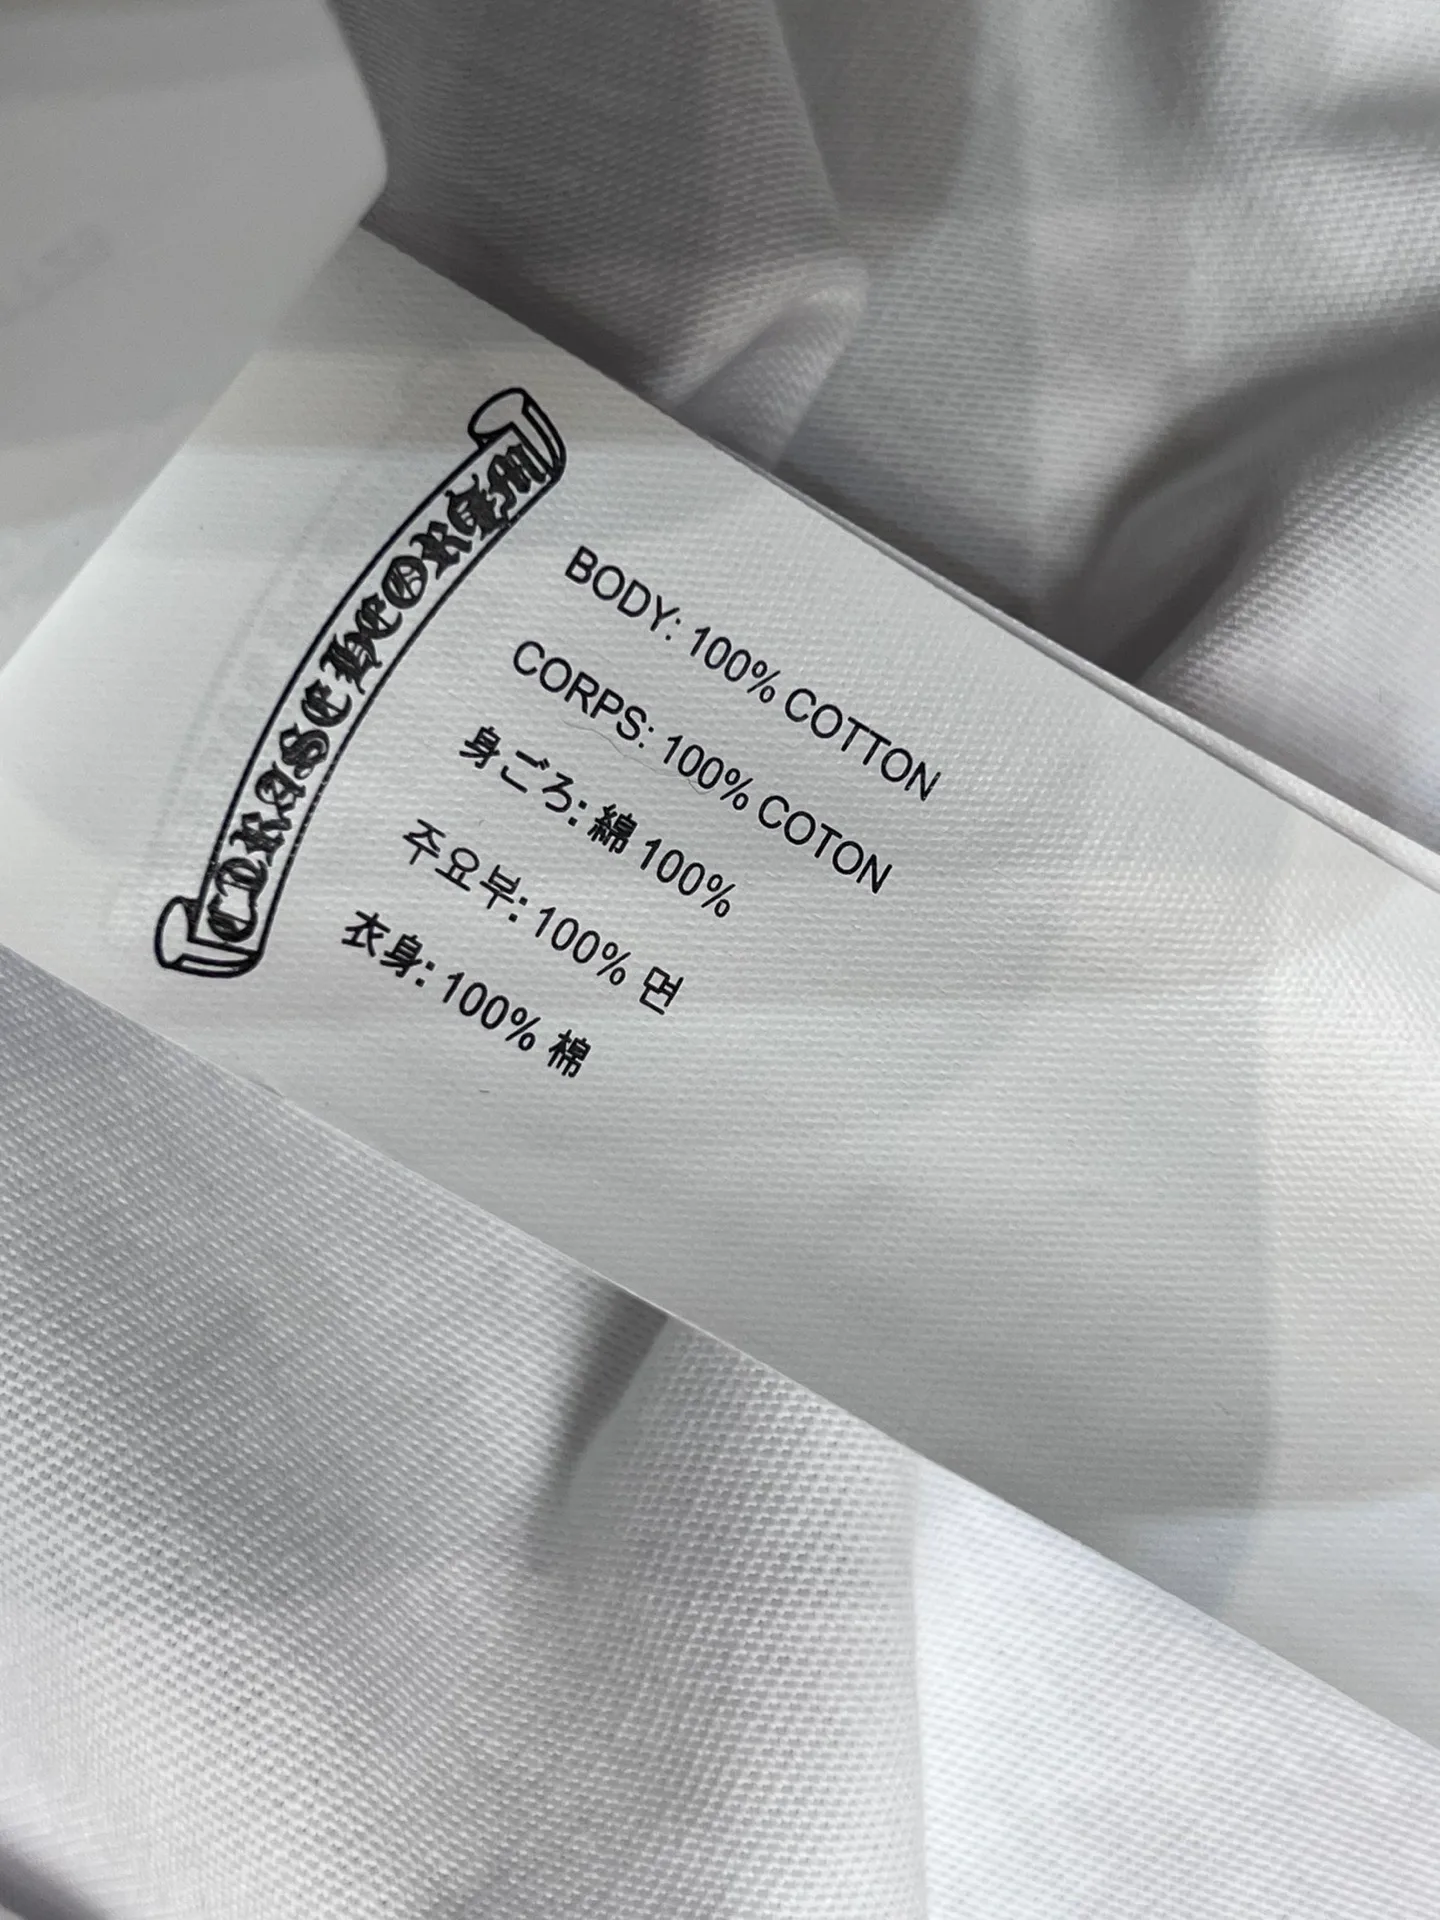 BODY: 100% COTTON
CORPS: 100% COTON
身ごろ: 綿 100%
주요부: 100% 면
衣身: 100% 棉